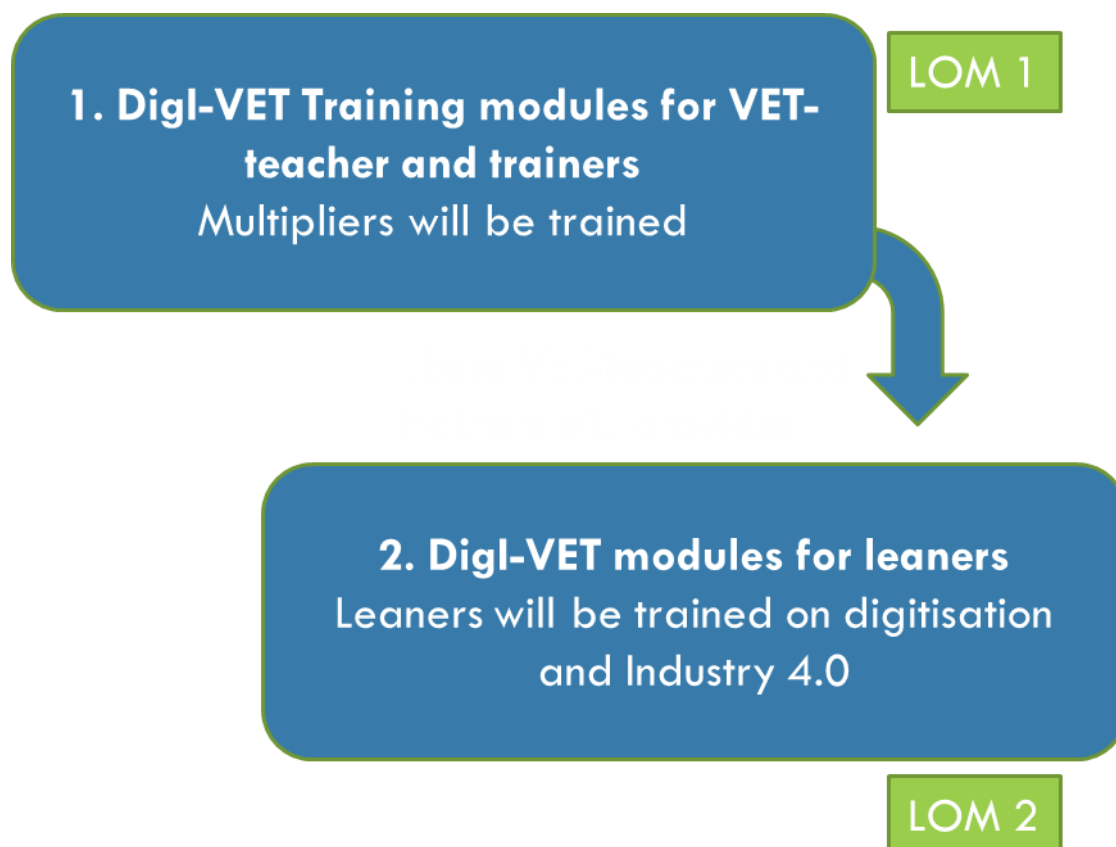 1. DigI-VET Training modules for VET-
teacher and trainers
Multipliers will be trained
LOM 1
2. DigI-VET modules for leaners
Leaners will be trained on digitisation
and Industry 4.0
LOM 2